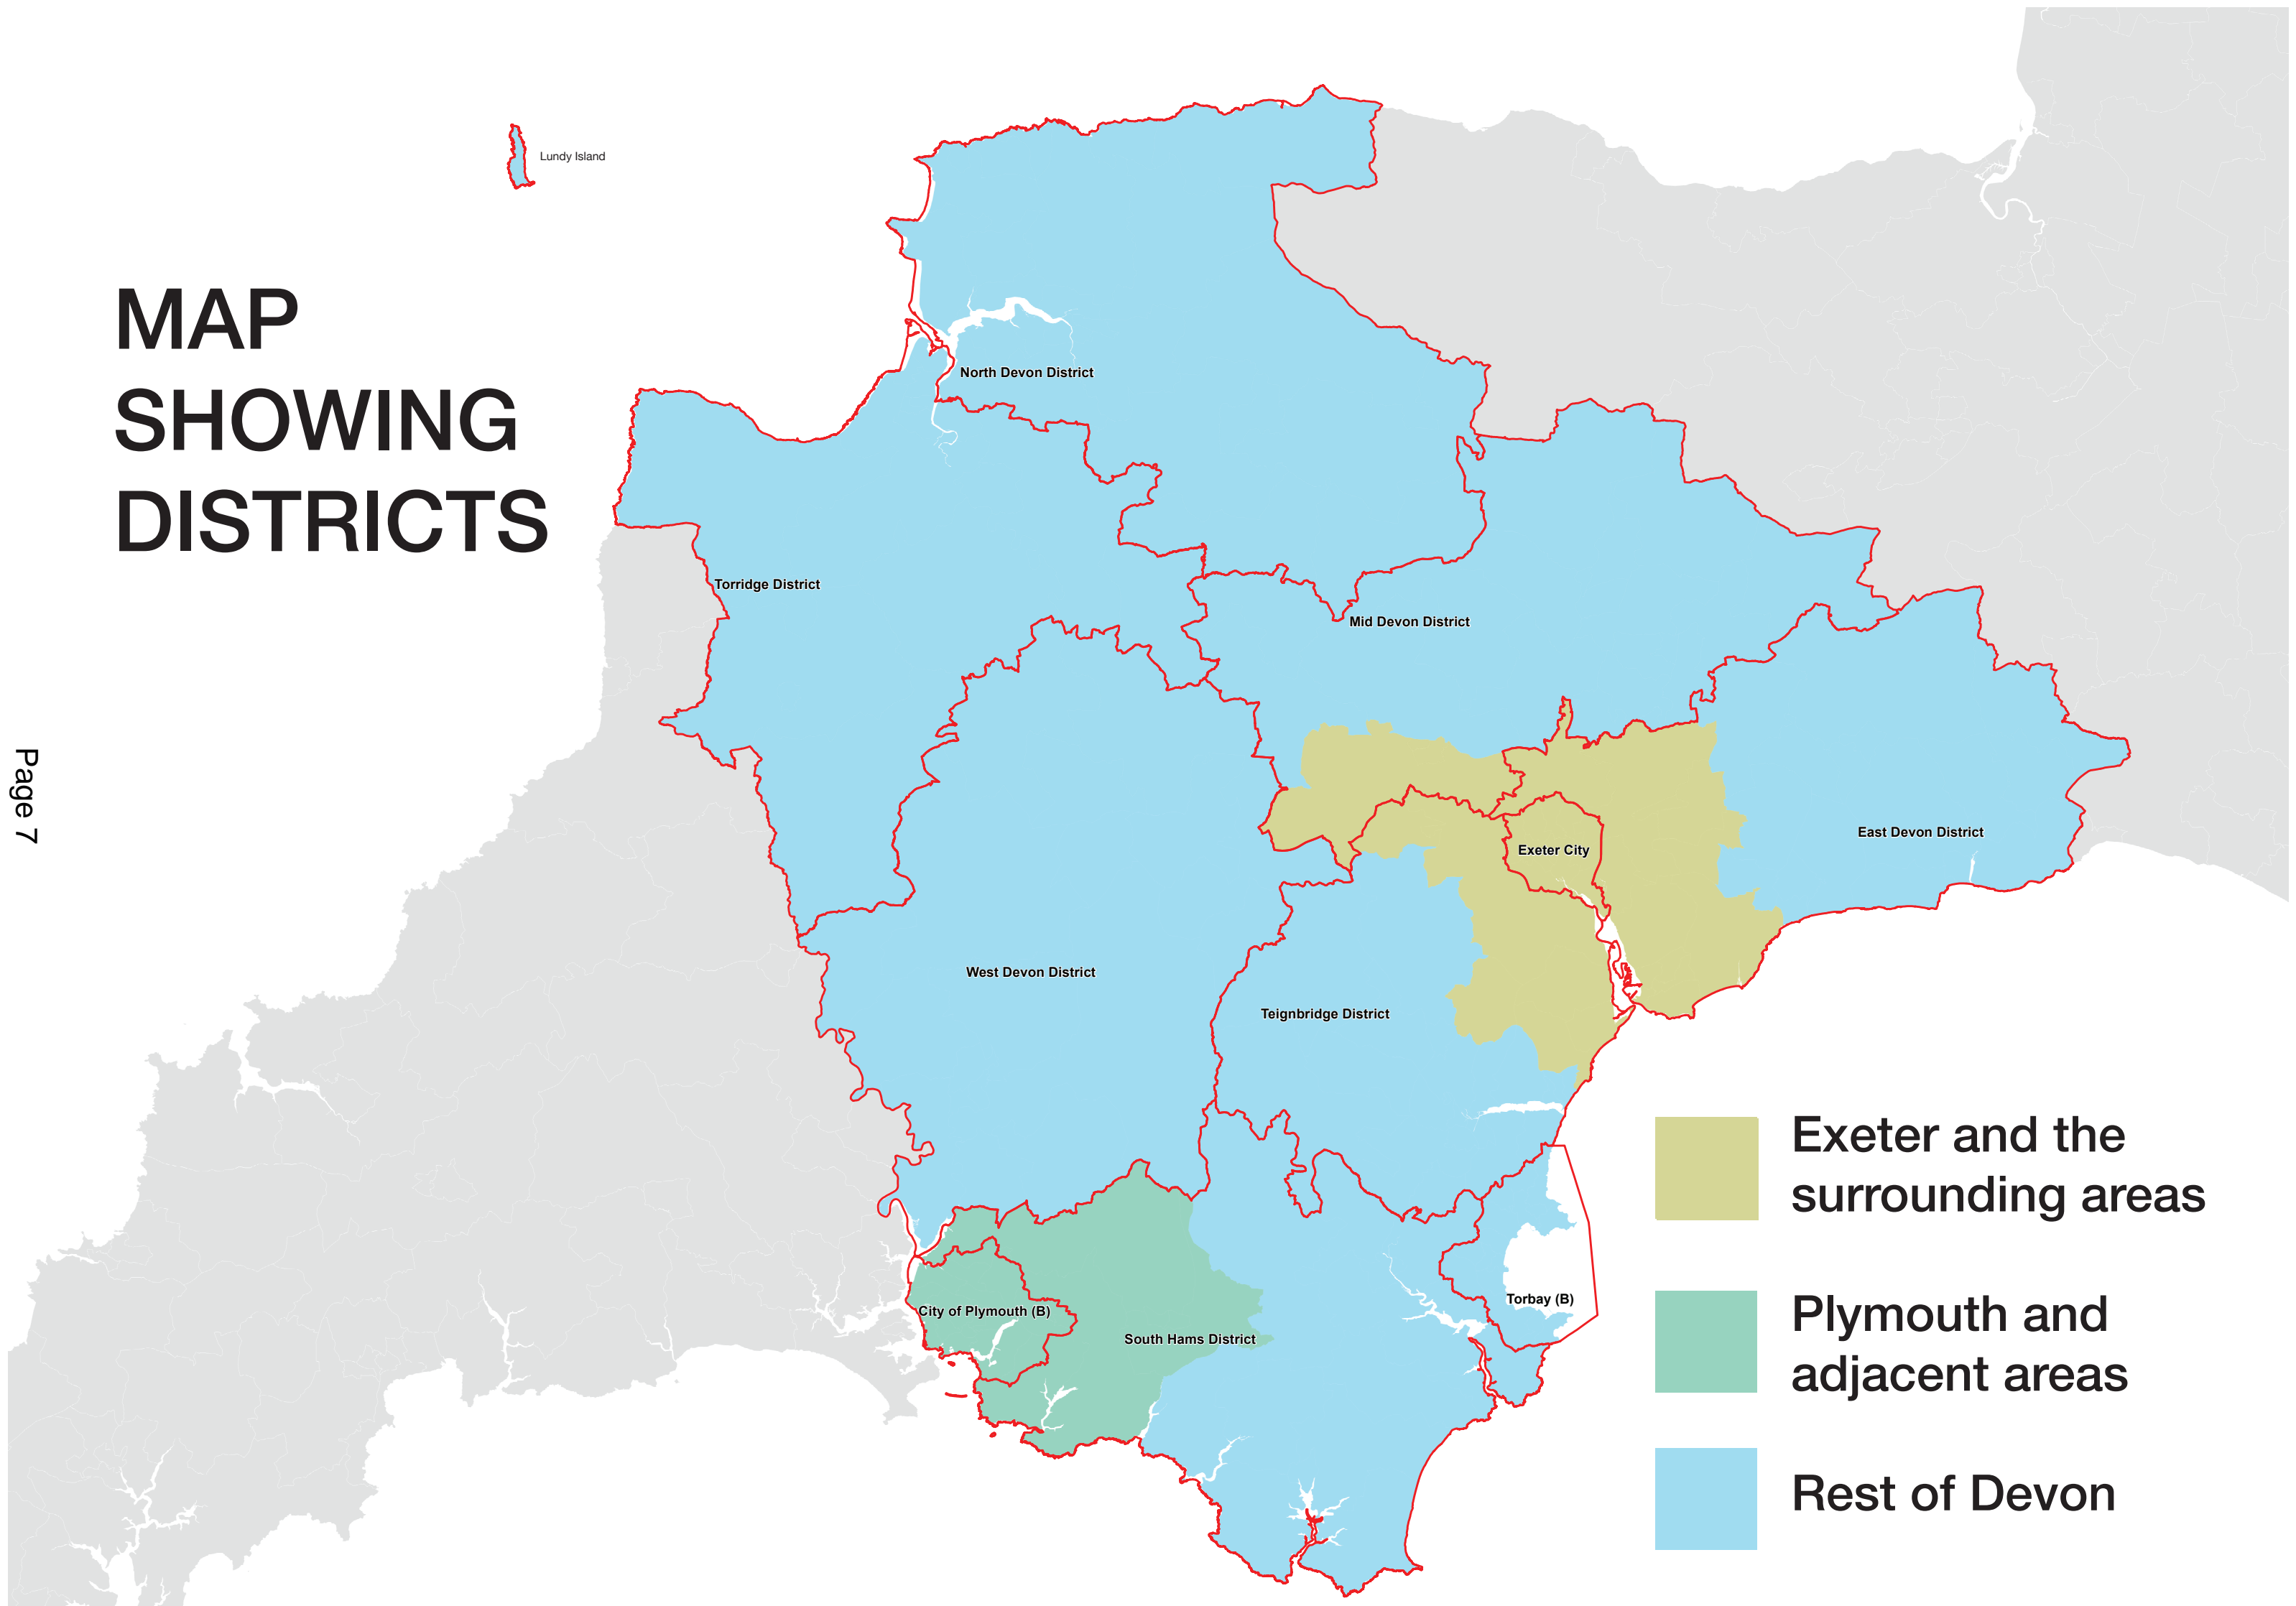 Lundy Island
MAP
SHOWING
DISTRICTS
North Devon District
Torridge District
Mid Devon District
East Devon District
Exeter City
West Devon District
Teignbridge District
Torbay (B)
City of Plymouth (B)
South Hams District
Exeter and the
surrounding areas
Plymouth and
adjacent areas
Rest of Devon
Page 7